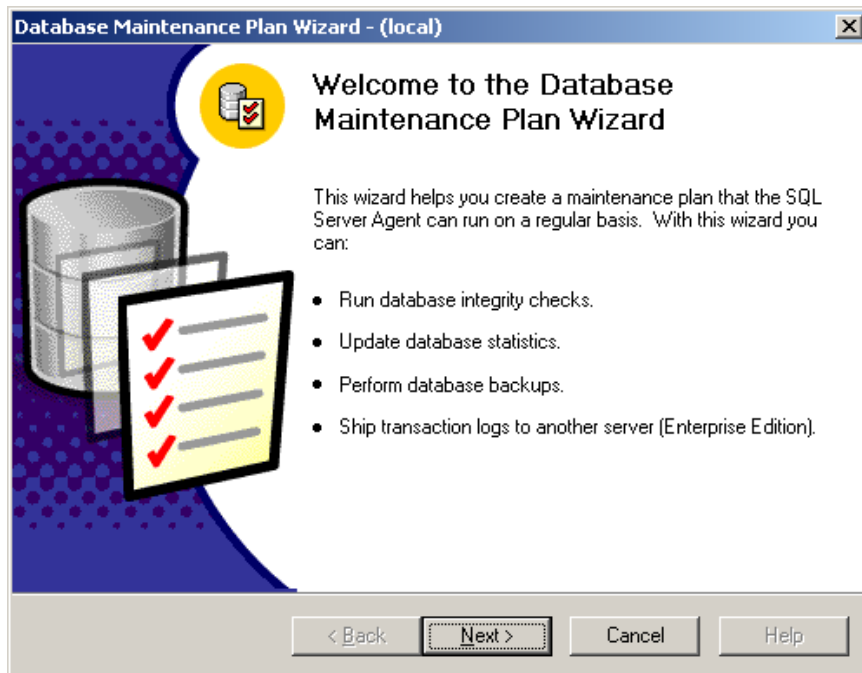 Database Maintenance Plan Wizard - (local)
Welcome to the Database
Maintenance Plan Wizard
This wizard helps you create a maintenance plan that the SQL
Server Agent can run on a regular basis. With this wizard you
can:
• Run database integrity checks.
• Update database statistics.
• Perform database backups.
• Ship transaction logs to another server (Enterprise Edition).
< Back Next > Cancel Help